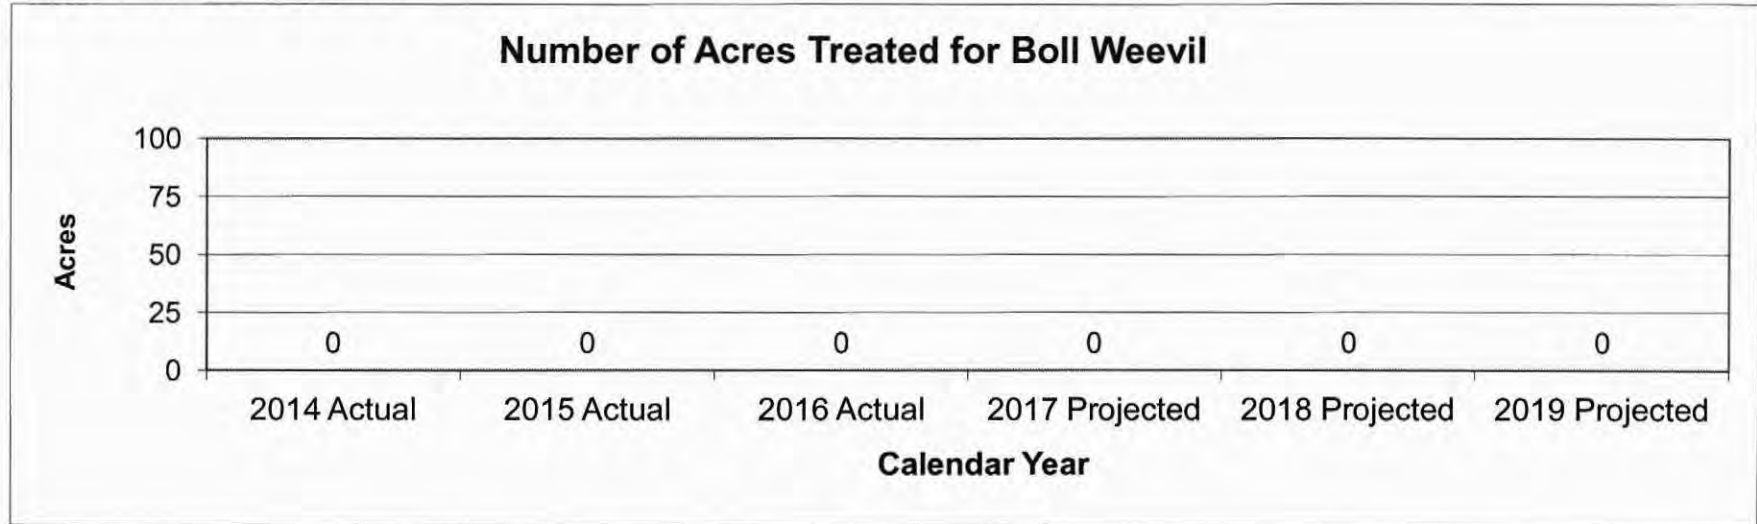 Number of Acres Treated for Boll Weevil
100
75
50
25
0
Acres
0 0 0 0 0 0
2014 Actual 2015 Actual 2016 Actual 2017 Projected 2018 Projected 2019 Projected
Calendar Year